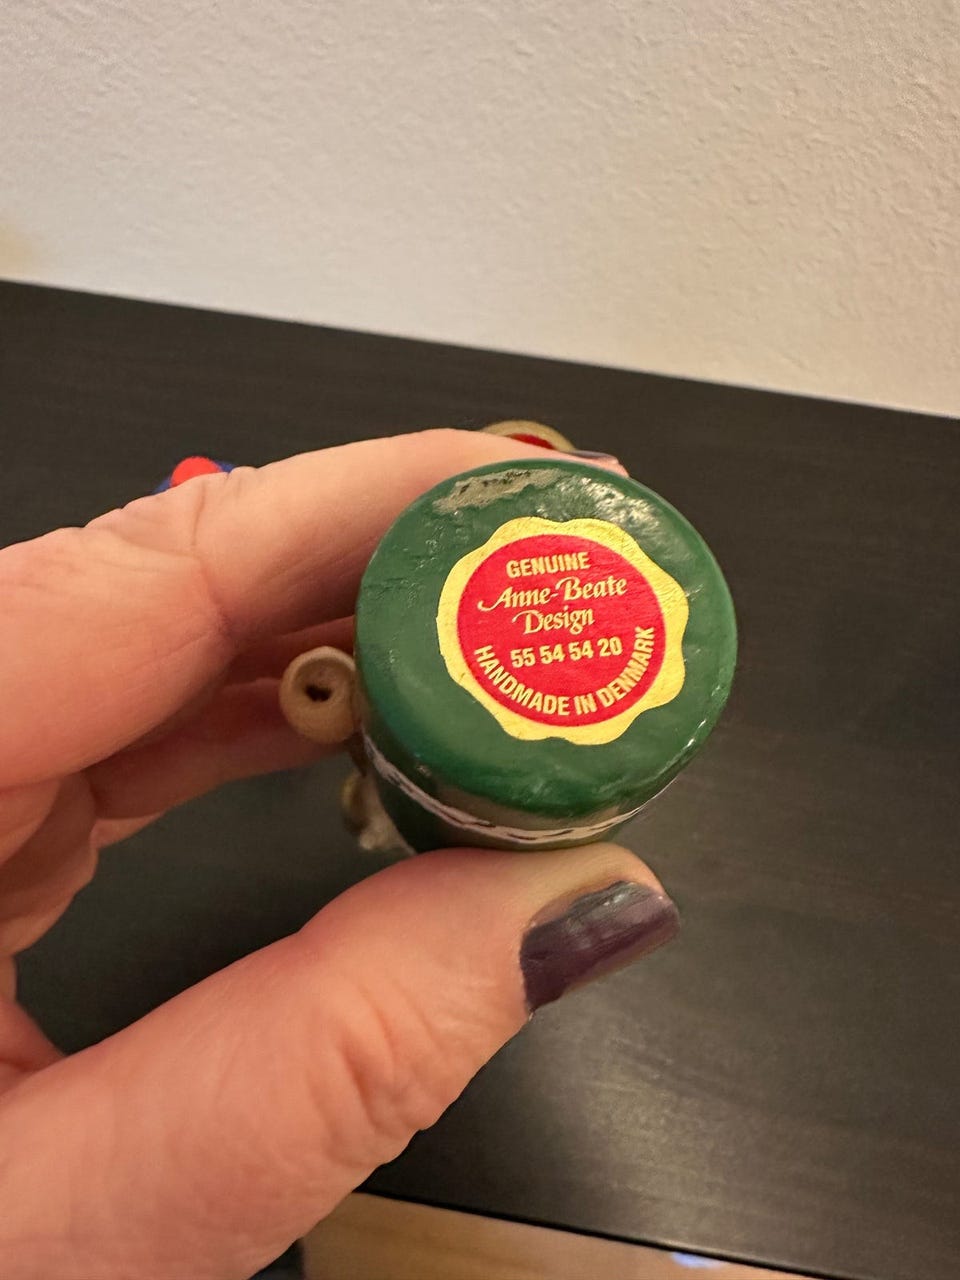 GENUINE
Anne-Beate
Design
55 54 54 20
HANDMADE IN DENMARK